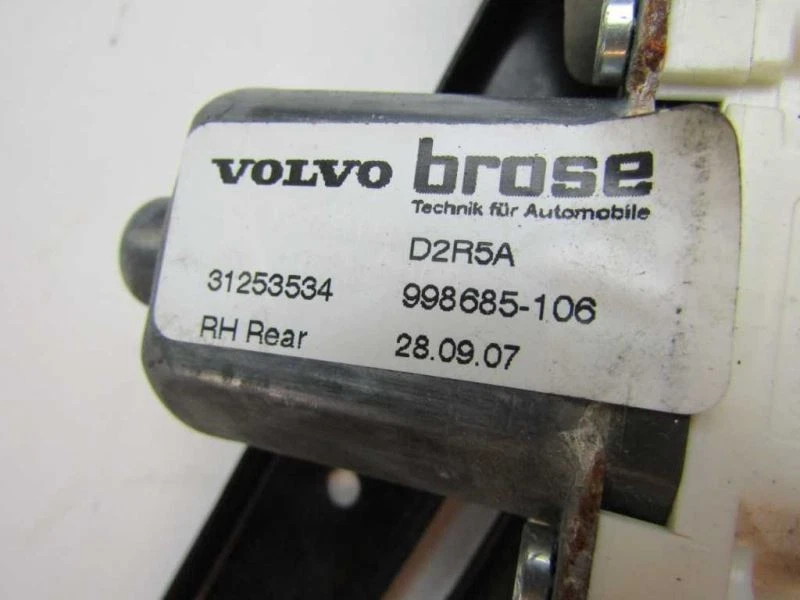 VOLVO brose
Technik für Automobile
D2R5A
31253534 998685-106
RH Rear 28.09.07